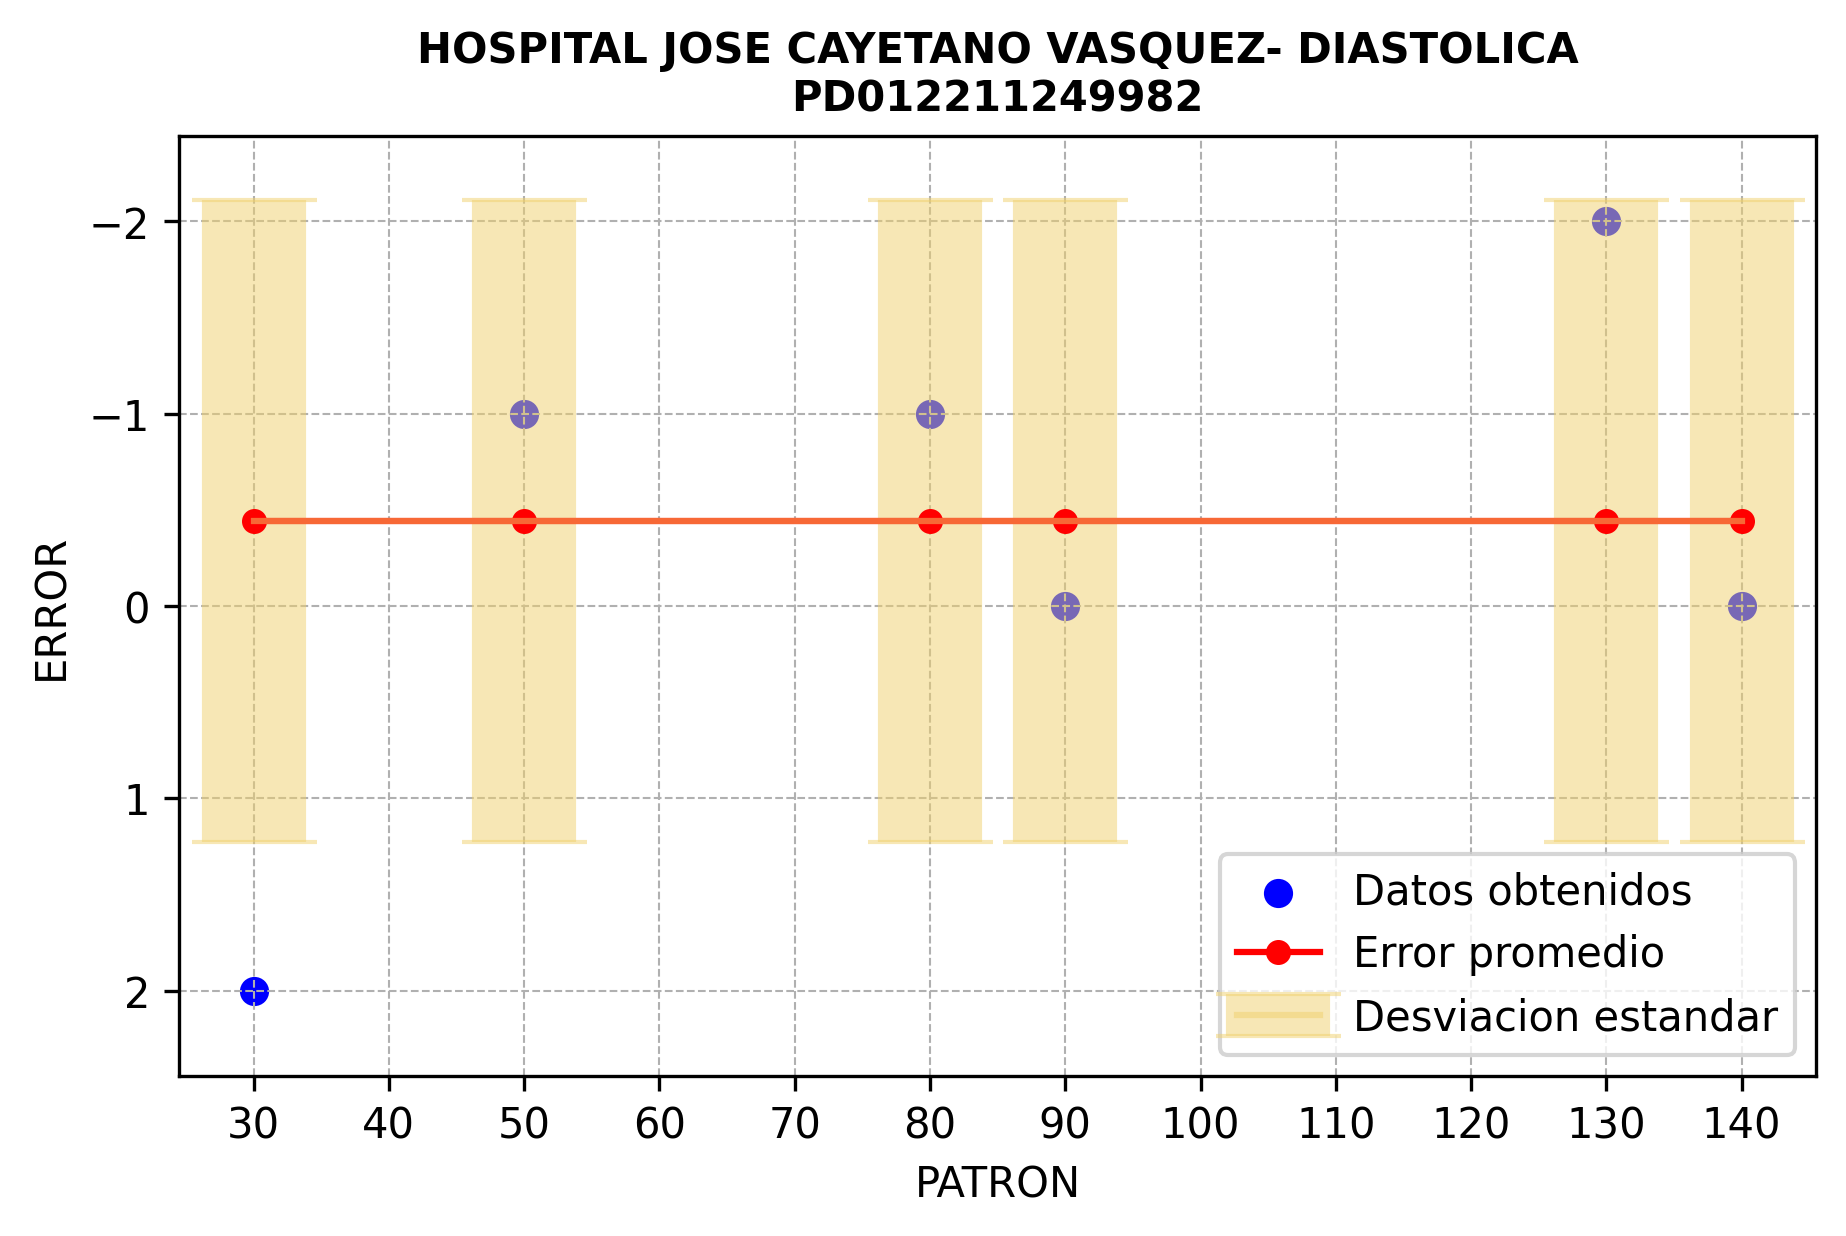 HOSPITAL JOSE CAYETANO VASQUEZ- DIASTOLICA
PD012211249982
ERROR
−2
−1
0
1
2
Datos obtenidos
Error promedio
Desviacion estandar
30 40 50 60 70 80 90 100 110 120 130 140
PATRON